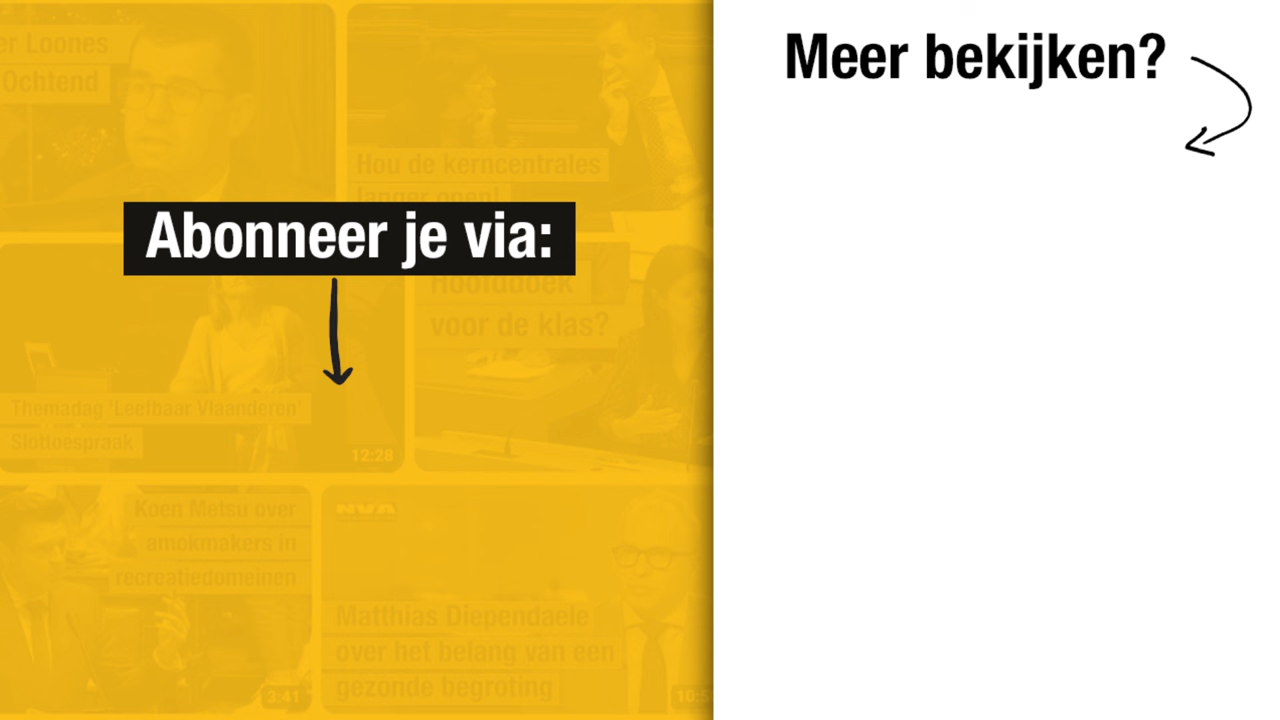 er Loones
Ochtend
Hou de kerncentrales
langer open!
Meer bekijken?
Abonneer je via:
Hoofddoek
voor de klas?
Themadag 'Leefbaar Vlaanderen'
Slottoespraak
12:28
Koen Metsu over
amokmakers in
recreatiedomeinen
3:41
N-VA
Matthias Diependaele
over het belang van een
gezonde begroting